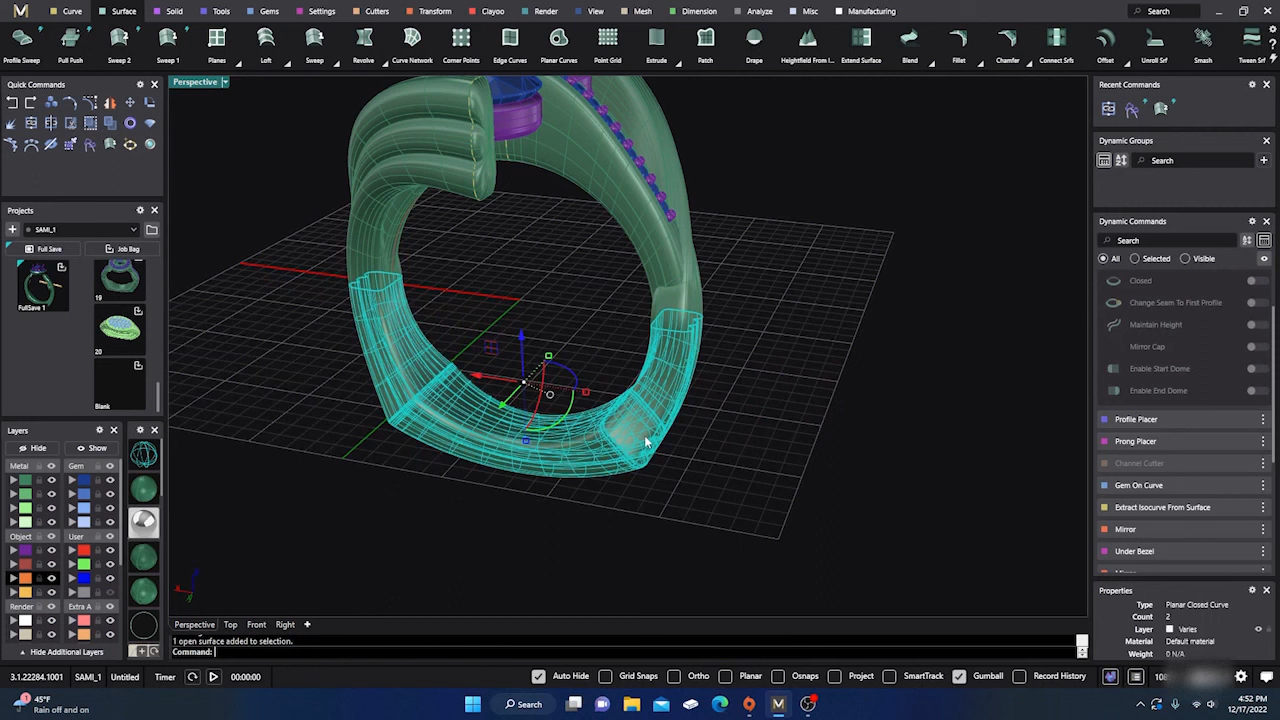 M Curve Surface Solid Tools Gems Settings Cutters Transform Clayoo Render View Mesh Dimension Analyze Misc Manufacturing Search
Profile Sweep Pull Push Sweep 2 Sweep 1 Planes Loft Sweep Revolve Curve Network Corner Points Edge Curves Planar Curves Point Grid Extrude Patch Drape Heightfield From I... Extend Surface Blend Fillet Chamfer Connect Srfs Offset Unroll Srf Smash Tween Srf
Quick Commands
Perspective
Recent Commands
Dynamic Groups
Search
Projects
SAMI_1
Full Save Job Bag
FullSave 1
19
20
Blank
Dynamic Commands
Search
All Selected Visible
Closed
Change Seam To First Profile
Maintain Height
Mirror Cap
Enable Start Dome
Enable End Dome
Profile Placer
Prong Placer
Channel Cutter
Gem On Curve
Extract Isocurve From Surface
Mirror
Under Bezel
Layers
Hide Show
Metal Gem
Object User
Render Extra A
Hide Additional Layers
Properties
Type Planar Closed Curve
Count 2
Layer Varies
Material Default material
Weight 0 N/A
Perspective Top Front Right
1 open surface added to selection.
Command:
3.1.22284.1001 SAMI_1 Untitled Timer 00:00:00 Auto Hide Grid Snaps Ortho Planar Osnaps Project SmartTrack Gumball Record History
1
45°F
Rain off and on
Search
4:52 PM
12/17/2022